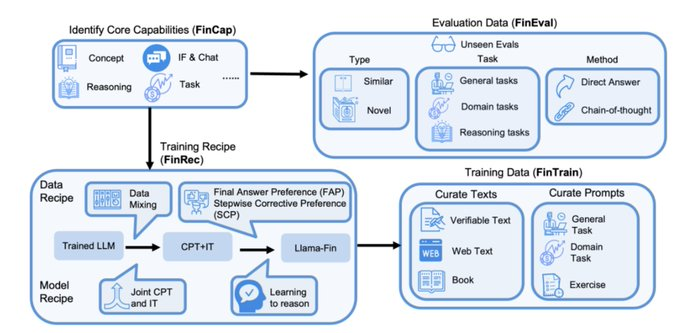 Identify Core Capabilities (FinCap)
Concept
IF & Chat
Reasoning
Task
......
Evaluation Data (FinEval)
Unseen Evals
Type
Task
Method
Similar
Novel
General tasks
Domain tasks
Reasoning tasks
Direct Answer
Chain-of-thought
Training Recipe
(FinRec)
Data
Recipe
Data
Mixing
Final Answer Preference (FAP)
Stepwise Corrective Preference
(SCP)
Trained LLM
CPT+IT
Llama-Fin
Model
Recipe
Joint CPT
and IT
Learning
to reason
Training Data (FinTrain)
Curate Texts
Curate Prompts
Verifiable Text
WEB
Web Text
Book
General
Task
Domain
Task
Exercise